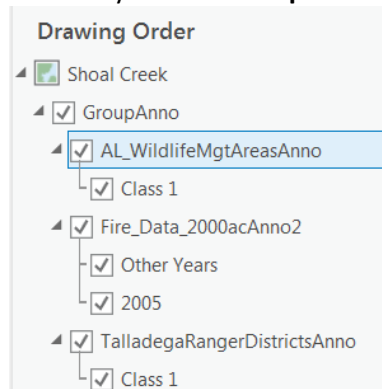 Drawing Order
Shoal Creek
GroupAnno
AL_WildlifeMgtAreasAnno
Class 1
Fire_Data_2000acAnno2
Other Years
2005
TalladegaRangerDistrictsAnno
Class 1